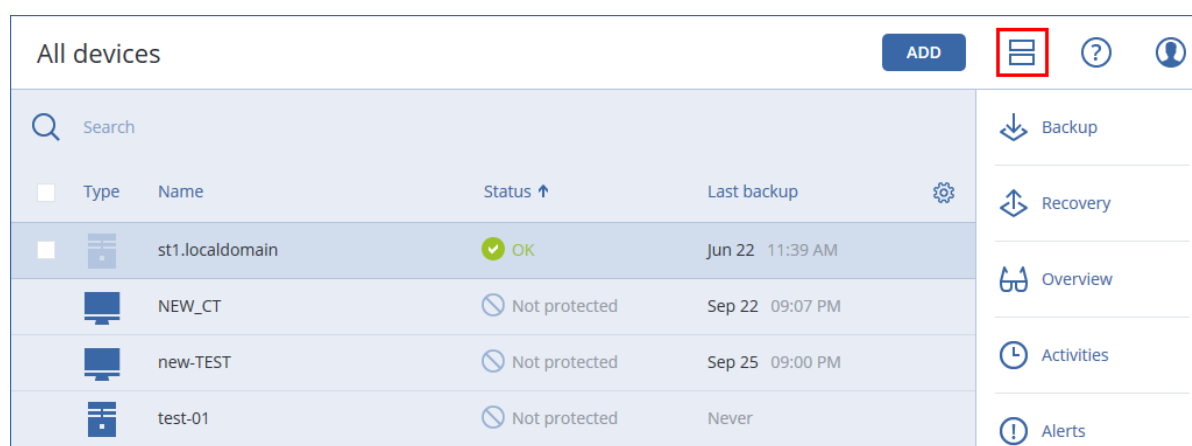 All devices ADD ?
Search
Type Name Status Last backup
st1.localdomain OK Jun 22 11:39 AM
NEW_CT Not protected Sep 22 09:07 PM
new-TEST Not protected Sep 25 09:00 PM
test-01 Not protected Never
Backup
Recovery
Overview
Activities
Alerts